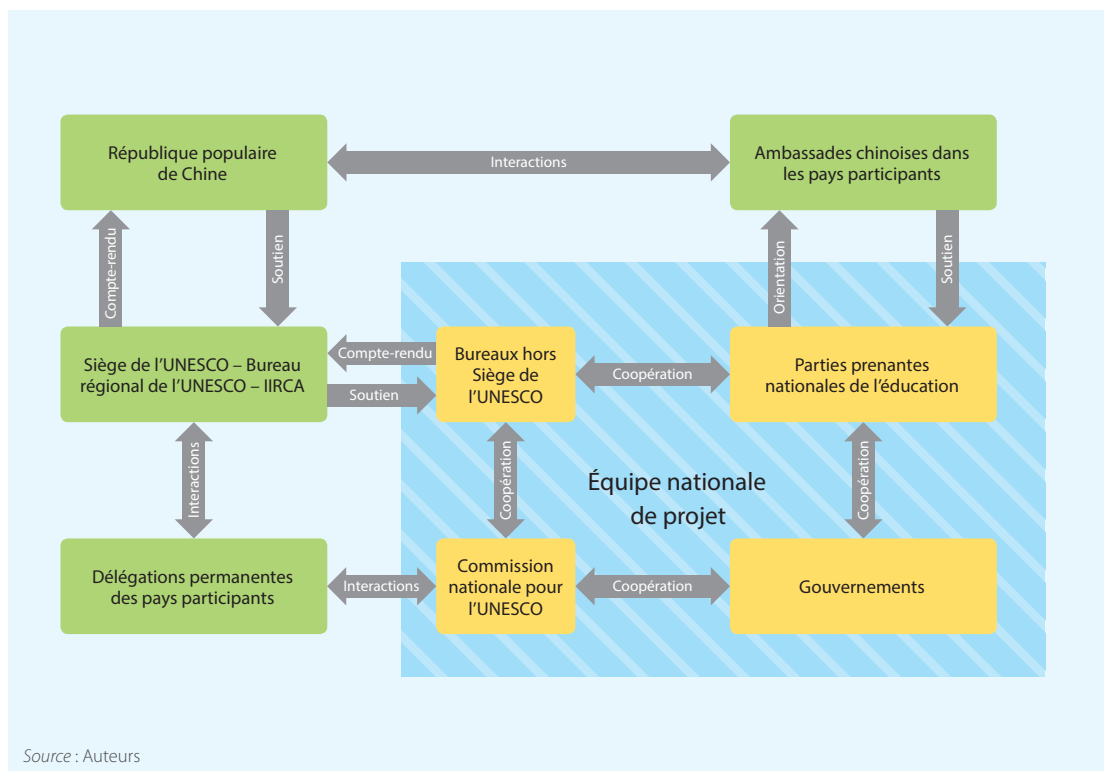 République populaire
de Chine
Interactions
Ambassades chinoises dans
les pays participants
Compte-rendu
Soutien
Orientation
Soutien
Siège de l’UNESCO – Bureau
régional de l’UNESCO – IIRCA
Compte-rendu
Soutien
Bureaux hors
Siège de
l’UNESCO
Coopération
Parties prenantes
nationales de l’éducation
Interactions
Coopération
Équipe nationale
de projet
Coopération
Délégations permanentes
des pays participants
Interactions
Commission
nationale pour
l’UNESCO
Coopération
Gouvernements
Source : Auteurs